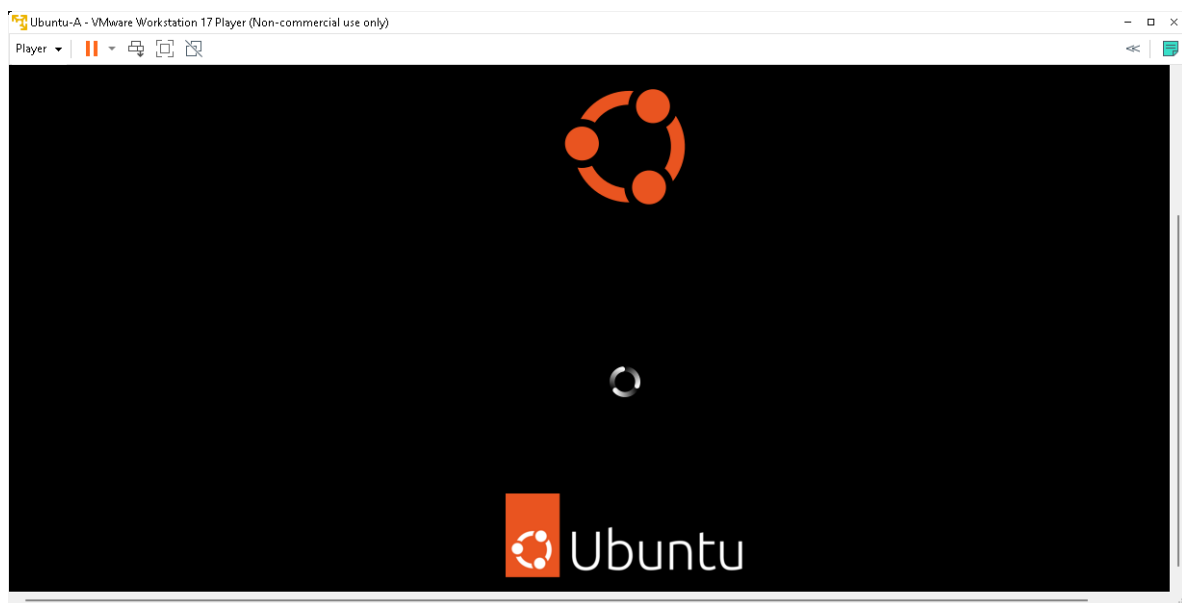 Ubuntu-A - VMware Workstation 17 Player (Non-commercial use only)
Player
Ubuntu